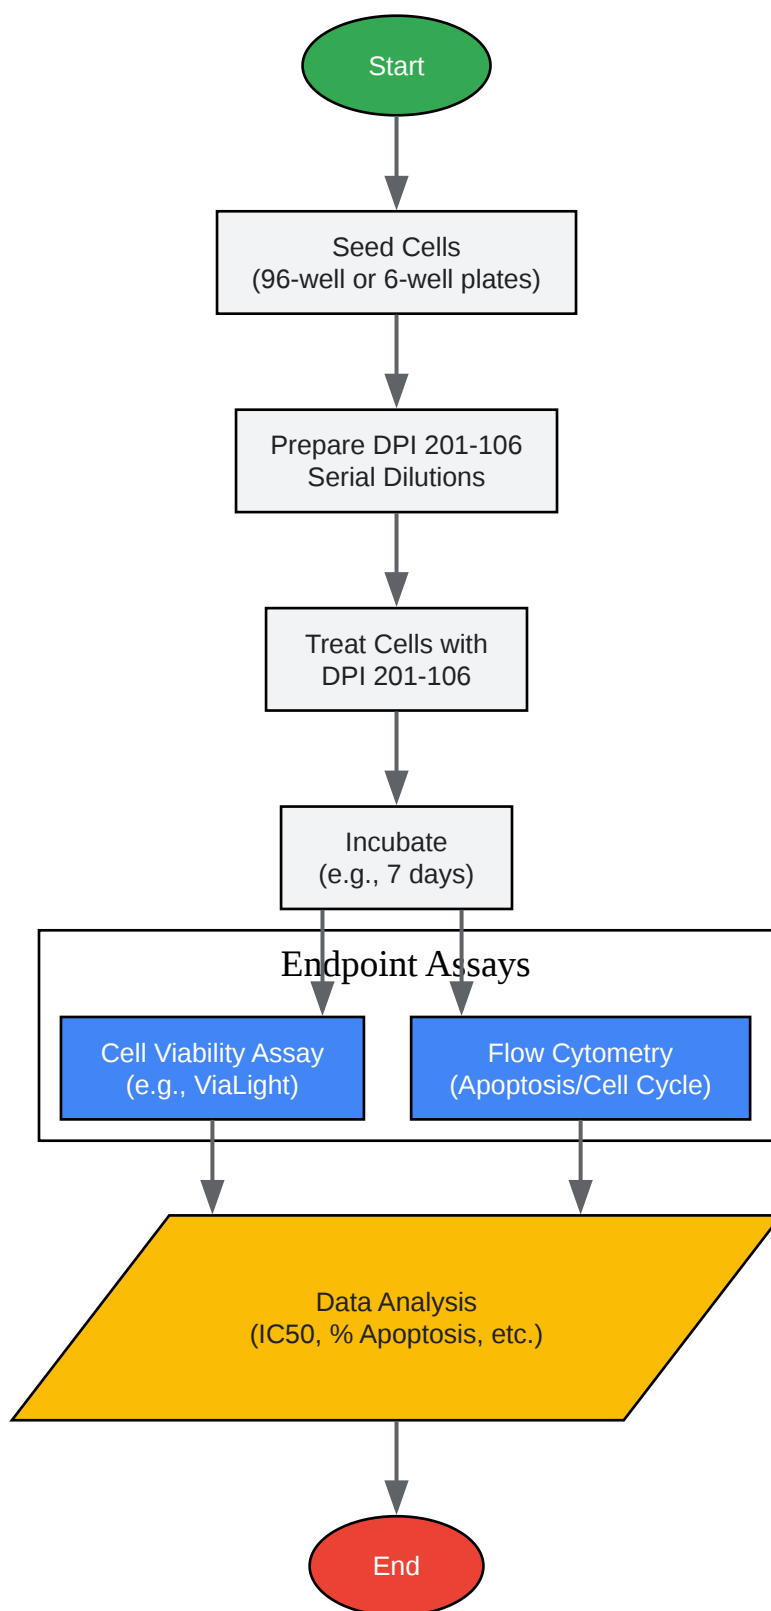 Start
Seed Cells
(96-well or 6-well plates)
Prepare DPI 201-106
Serial Dilutions
Treat Cells with
DPI 201-106
Incubate
(e.g., 7 days)
Endpoint Assays
Cell Viability Assay
(e.g., ViaLight)
Flow Cytometry
(Apoptosis/Cell Cycle)
Data Analysis
(IC50, % Apoptosis, etc.)
End